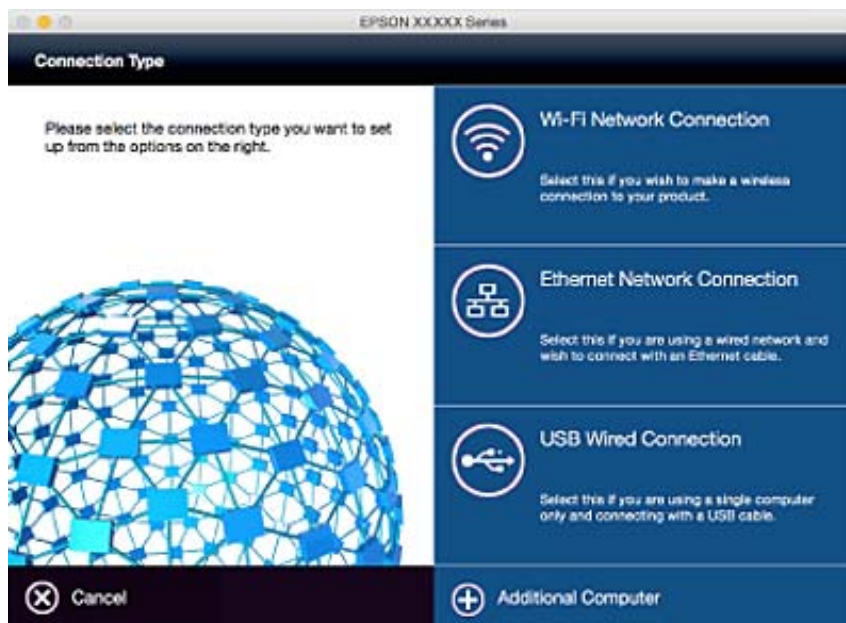 EPSON XXXXX Series
Connection Type
Please select the connection type you want to set
up from the options on the right.
Wi-Fi Network Connection
Select this if you wish to make a wireless
connection to your product.
Ethernet Network Connection
Select this if you are using a wired network and
wish to connect with an Ethernet cable.
USB Wired Connection
Select this if you are using a single computer
only and connecting with a USB cable.
Cancel
Additional Computer